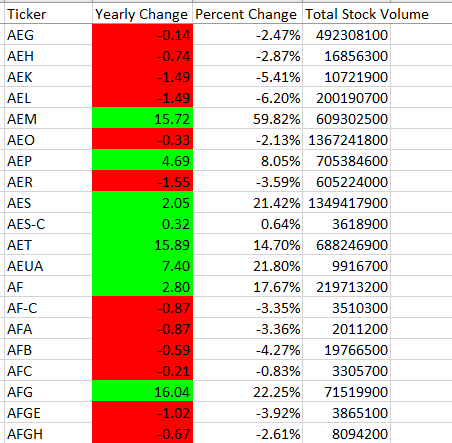 Ticker Yearly Change Percent Change Total Stock Volume
AEG -0.14 -2.47% 492308100
AEH -0.74 -2.87% 16856300
AEK -1.49 -5.41% 10721900
AEL -1.49 -6.20% 200190700
AEM 15.72 59.82% 609302500
AEO -0.33 -2.13% 1367241800
AEP 4.69 8.05% 705384600
AER -1.55 -3.59% 605224000
AES 2.05 21.42% 1349417900
AES-C 0.32 0.64% 3618900
AET 15.89 14.70% 688246900
AEUA 7.40 21.80% 9916700
AF 2.80 17.67% 219713200
AF-C -0.87 -3.35% 3510300
AFA -0.87 -3.36% 2011200
AFB -0.59 -4.27% 19766500
AFC -0.21 -0.83% 3305700
AFG 16.04 22.25% 71519900
AFGE -1.02 -3.92% 3865100
AFGH -0.67 -2.61% 8094200